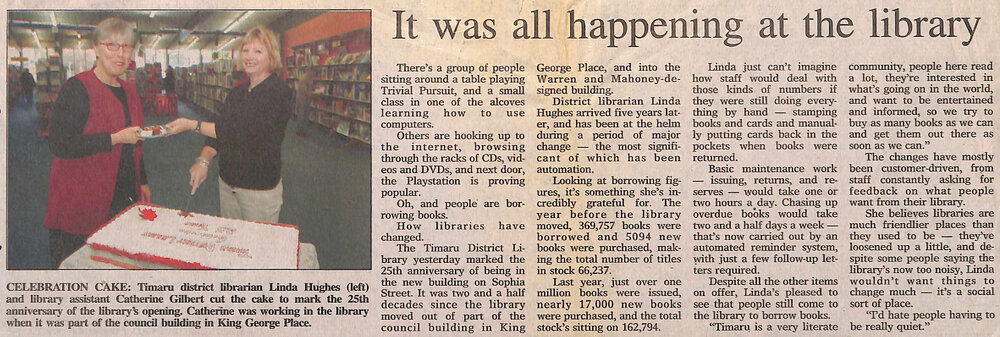 It was all happening at the library
There's a group of people
sitting around a table playing
Trivial Pursuit, and a small
class in one of the alcoves
learning how to use
computers.
Others are hooking up to
the internet, browsing
through the racks of CDs, vid-
eos and DVDs, and next door,
the Playstation is proving
popular.
Oh, and people are bor-
rowing books.
How libraries have
changed.
The Timaru District Li-
brary yesterday marked the
25th anniversary of being in
the new building on Sophia
Street. It was two and a half
decades since the library
moved out of part of the
council building in King
George Place, and into the
Warren and Mahoney-de-
signed building.
District librarian Linda
Hughes arrived five years lat-
er, and has been at the helm
during a period of major
change — the most signifi-
cant of which has been
automation.
Looking at borrowing fig-
ures, it's something she's in-
credibly grateful for. The
year before the library
moved, 369,757 books were
borrowed and 5094 new
books were purchased, mak-
ing the total number of titles
in stock 66,237.
Last year, just over one
million books were issued,
nearly 17,000 new books
were purchased, and the total
stock's sitting on 162,794.
Linda just can't imagine
how staff would deal with
those kinds of numbers if
they were still doing every-
thing by hand — stamping
books and cards and manual-
ly putting cards back in the
pockets when books were
returned.
Basic maintenance work
— issuing, returns, and re-
serves — would take one or
two hours a day. Chasing up
overdue books would take
two and a half days a week —
that's now carried out by an
automated reminder system,
with just a few follow-up let-
ters required.
Despite all the other items
on offer, Linda's pleased to
see that people still come to
the library to borrow books.
"Timaru is a very literate
community, people here read
a lot, they're interested in
what's going on in the world,
and want to be entertained
and informed, so we try to
buy as many books as we can
and get them out there as
soon as we can."
The changes have mostly
been customer-driven, from
staff constantly asking for
feedback on what people
want from their library.
She believes libraries are
much friendlier places than
they used to be — they've
loosened up a little, and de-
spite some people saying the
library's now too noisy, Linda
wouldn't want things to
change much — it's a social
sort of place.
"I'd hate people having to
be really quiet."
CELEBRATION CAKE: Timaru district librarian Linda Hughes (left)
and library assistant Catherine Gilbert cut the cake to mark the 25th
anniversary of the library's opening. Catherine was working in the library
when it was part of the council building in King George Place.